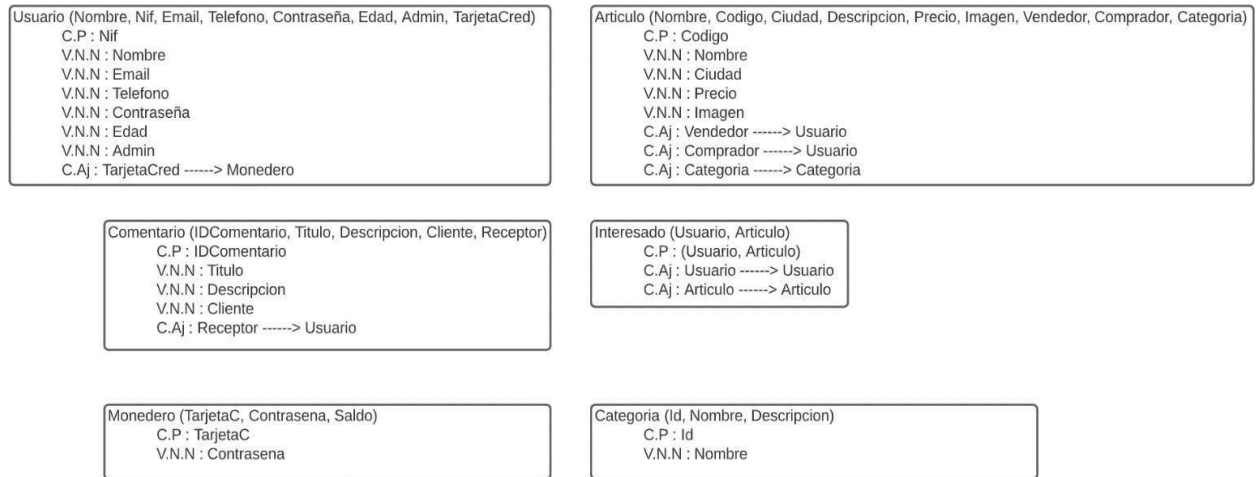 Usuario (Nombre, Nif, Email, Telefono, Contraseña, Edad, Admin, TarjetaCred)
C.P : Nif
V.N.N : Nombre
V.N.N : Email
V.N.N : Telefono
V.N.N : Contraseña
V.N.N : Edad
V.N.N : Admin
C.Aj : TarjetaCred ------> Monedero
Articulo (Nombre, Codigo, Ciudad, Descripcion, Precio, Imagen, Vendedor, Comprador, Categoria)
C.P : Codigo
V.N.N : Nombre
V.N.N : Ciudad
V.N.N : Precio
V.N.N : Imagen
C.Aj : Vendedor ------> Usuario
C.Aj : Comprador ------> Usuario
C.Aj : Categoria ------> Categoria
Comentario (IDComentario, Titulo, Descripcion, Cliente, Receptor)
C.P : IDComentario
V.N.N : Titulo
V.N.N : Descripcion
V.N.N : Cliente
C.Aj : Receptor ------> Usuario
Interesado (Usuario, Articulo)
C.P : (Usuario, Articulo)
C.Aj : Usuario ------> Usuario
C.Aj : Articulo ------> Articulo
Monedero (TarjetaC, Contrasena, Saldo)
C.P : TarjetaC
V.N.N : Contrasena
Categoria (Id, Nombre, Descripcion)
C.P : Id
V.N.N : Nombre